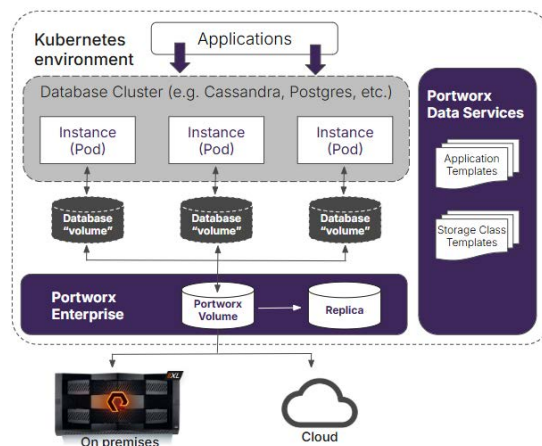 Kubernetes
environment
Applications
Database Cluster (e.g. Cassandra, Postgres, etc.)
Instance
(Pod)
Instance
(Pod)
Instance
(Pod)
Database
“volume”
Database
“volume”
Database
“volume”
Portworx
Enterprise
Portworx
Volume
Replica
Portworx
Data Services
Application
Templates
Storage Class
Templates
On premises
Cloud